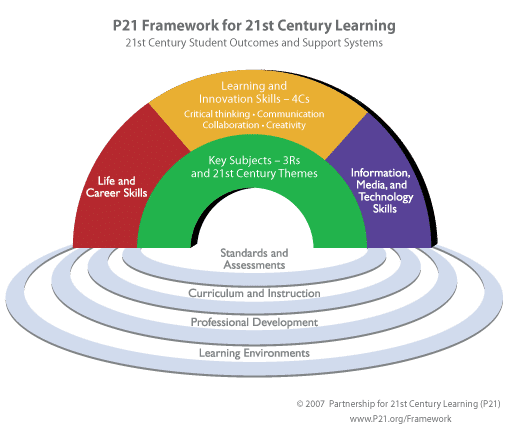 P21 Framework for 21st Century Learning
21st Century Student Outcomes and Support Systems
Learning and
Innovation Skills – 4Cs
Critical thinking • Communication
Collaboration • Creativity
Key Subjects – 3Rs
and 21st Century Themes
Life and
Career Skills
Information,
Media, and
Technology
Skills
Standards and
Assessments
Curriculum and Instruction
Professional Development
Learning Environments
© 2007 Partnership for 21st Century Learning (P21)
www.P21.org/Framework